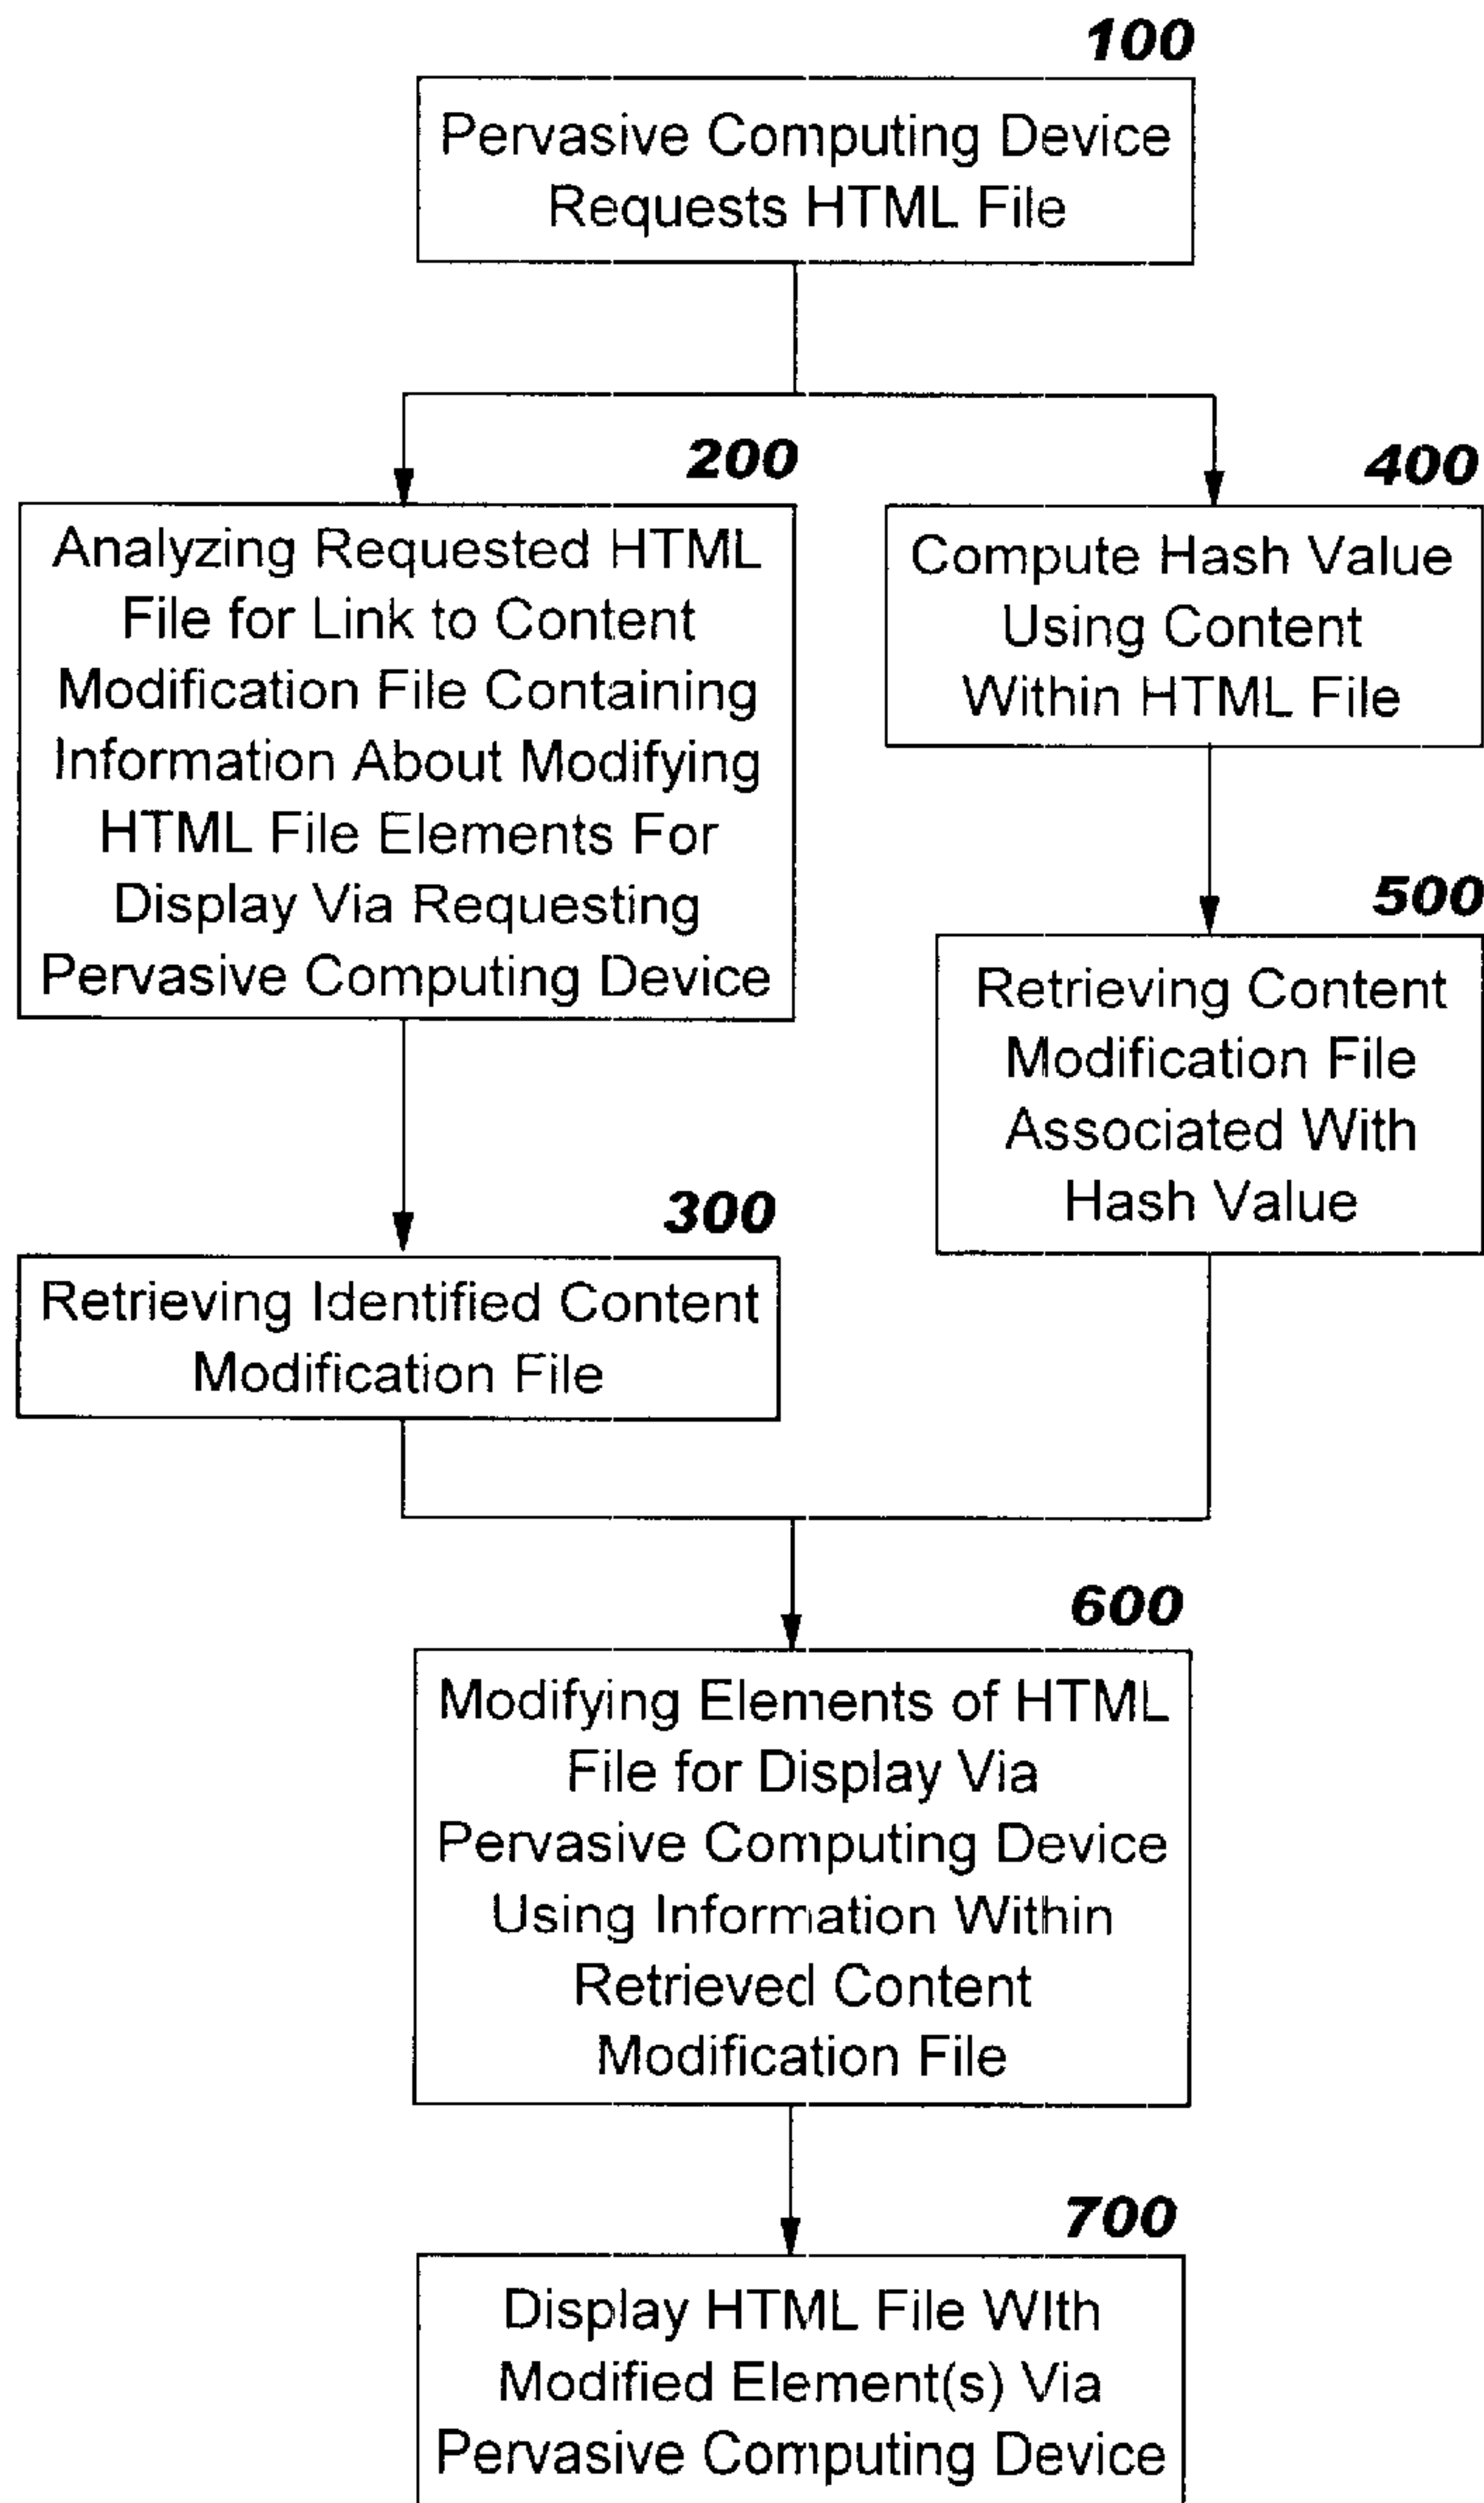 100
Pervasive Computing Device
Requests HTML File
200
Analyzing Requested HTML
File for Link to Content
Modification File Containing
Information About Modifying
HTML File Elements For
Display Via Requesting
Pervasive Computing Device
400
Compute Hash Value
Using Content
Within HTML File
500
Retrieving Content
Modification File
Associated With
Hash Value
300
Retrieving Identified Content
Modification File
600
Modifying Elements of HTML
File for Display Via
Pervasive Computing Device
Using Information Within
Retrieved Content
Modification File
700
Display HTML File WIth
Modified Element(s) Via
Pervasive Computing Device